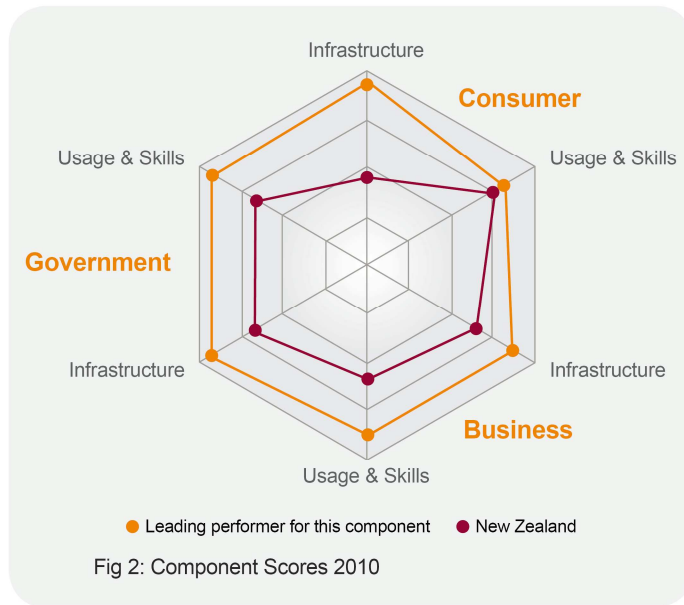 Infrastructure
Consumer
Usage & Skills
Usage & Skills
Government
Infrastructure
Infrastructure
Business
Usage & Skills
Leading performer for this component
New Zealand
Fig 2: Component Scores 2010